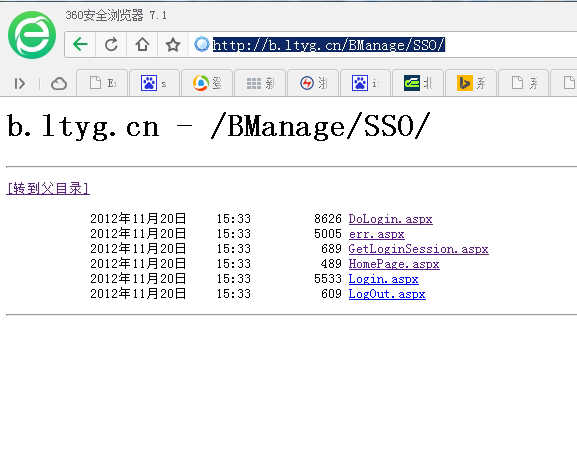 360安全浏览器 7.1
http://b.ltyg.cn/BManage/SSO/
s 新 浙 i 北
b.ltyg.cn - /BManage/SSO/
[转到父目录]
2012年11月20日 15:33 8626 DoLogin.aspx
2012年11月20日 15:33 5005 err.aspx
2012年11月20日 15:33 689 GetLoginSession.aspx
2012年11月20日 15:33 489 HomePage.aspx
2012年11月20日 15:33 5533 Login.aspx
2012年11月20日 15:33 609 LogOut.aspx